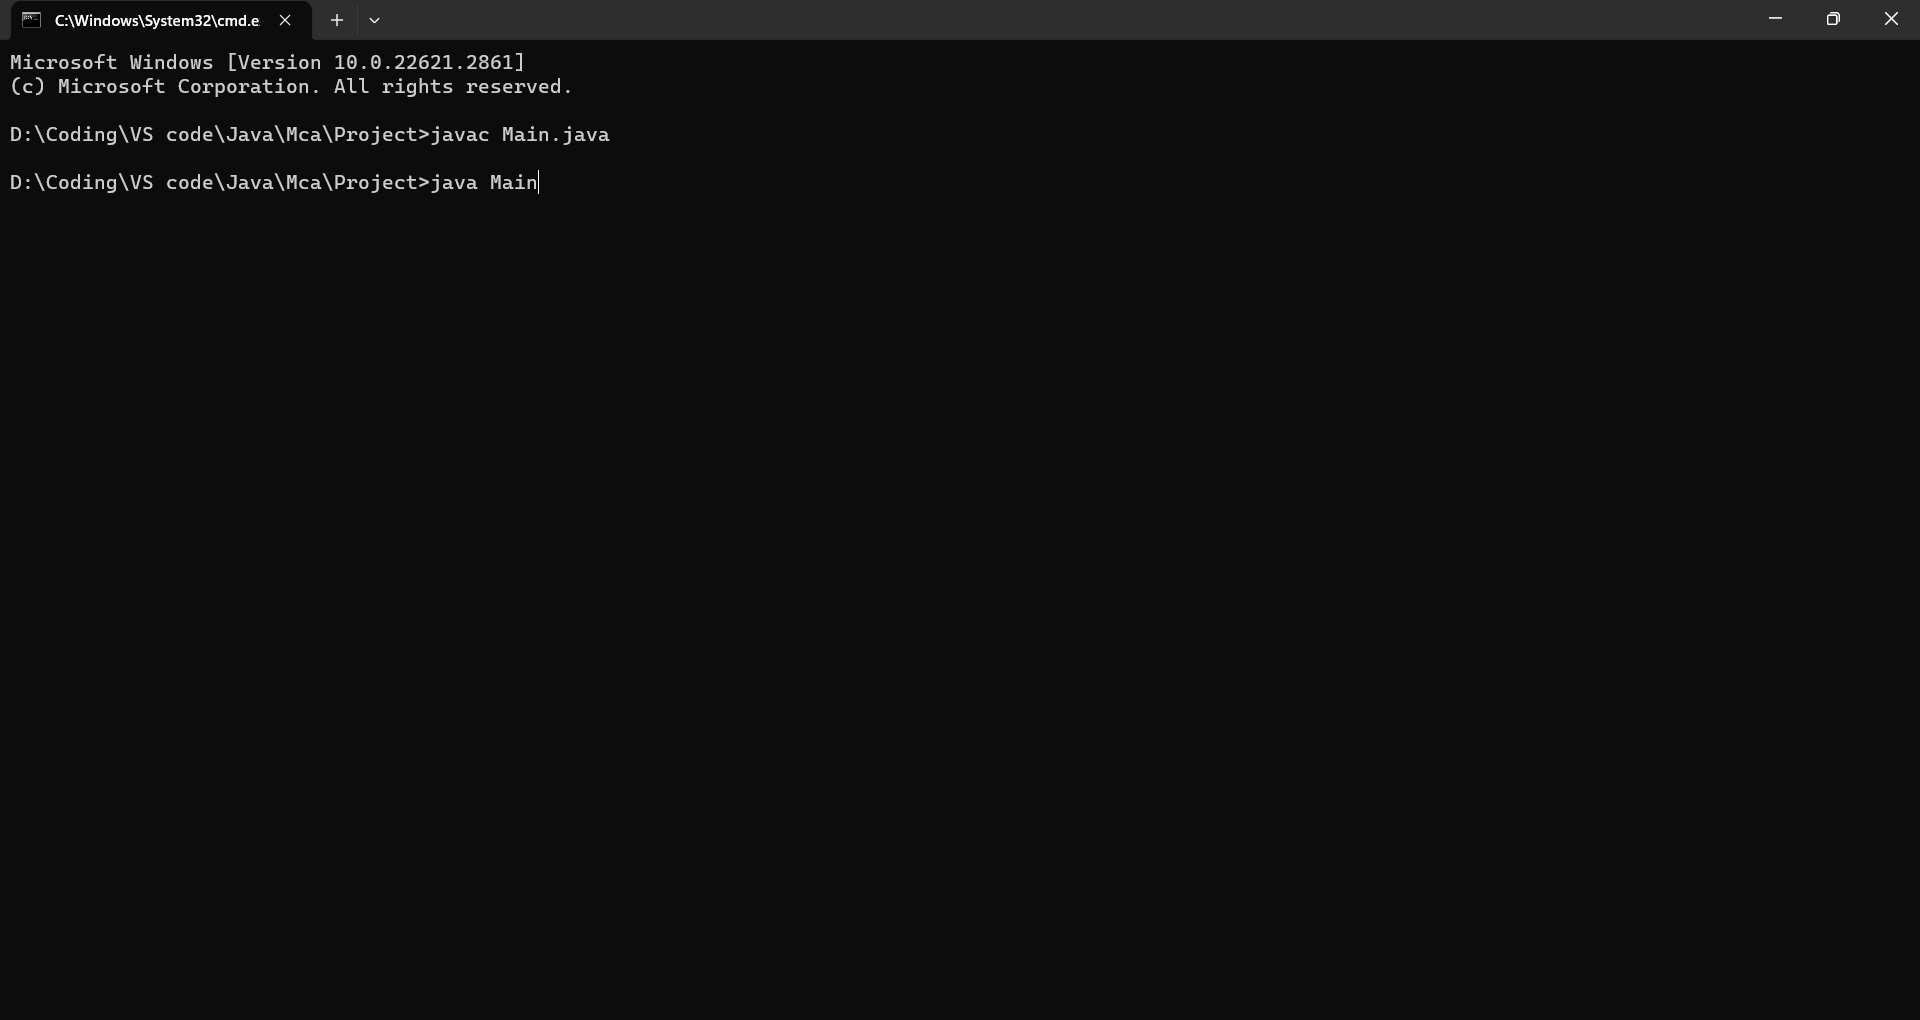 C:\Windows\System32\cmd.e
Microsoft Windows [Version 10.0.22621.2861]
(c) Microsoft Corporation. All rights reserved.
D:\Coding\VS code\Java\Mca\Project>javac Main.java
D:\Coding\VS code\Java\Mca\Project>java Main